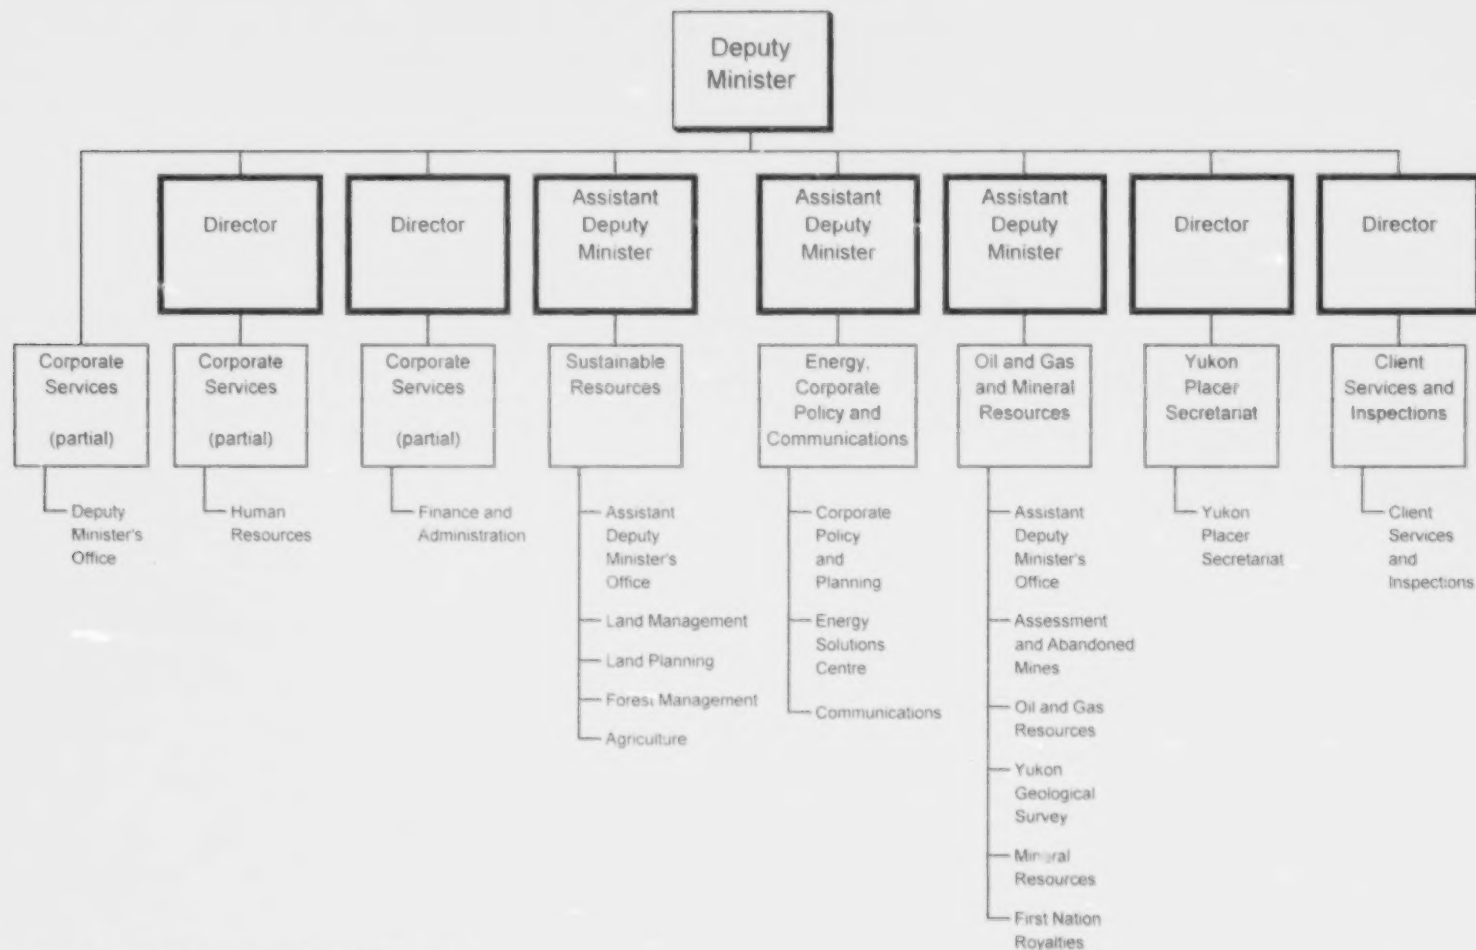 Deputy
Minister
Director
Director
Assistant
Deputy
Minister
Assistant
Deputy
Minister
Assistant
Deputy
Minister
Director
Director
Corporate
Services
(partial)
Corporate
Services
(partial)
Corporate
Services
(partial)
Sustainable
Resources
Energy,
Corporate
Policy and
Communications
Oil and Gas
and Mineral
Resources
Yukon
Placer
Secretariat
Client
Services and
Inspections
Deputy
Minister's
Office
Human
Resources
Finance and
Administration
Assistant
Deputy
Minister's
Office
Land Management
Land Planning
Forest Management
Agriculture
Corporate
Policy
and
Planning
Energy
Solutions
Centre
Communications
Assistant
Deputy
Minister's
Office
Assessment
and Abandoned
Mines
Oil and Gas
Resources
Yukon
Geological
Survey
Mineral
Resources
First Nation
Royalties
Yukon
Placer
Secretariat
Client
Services
and
Inspections